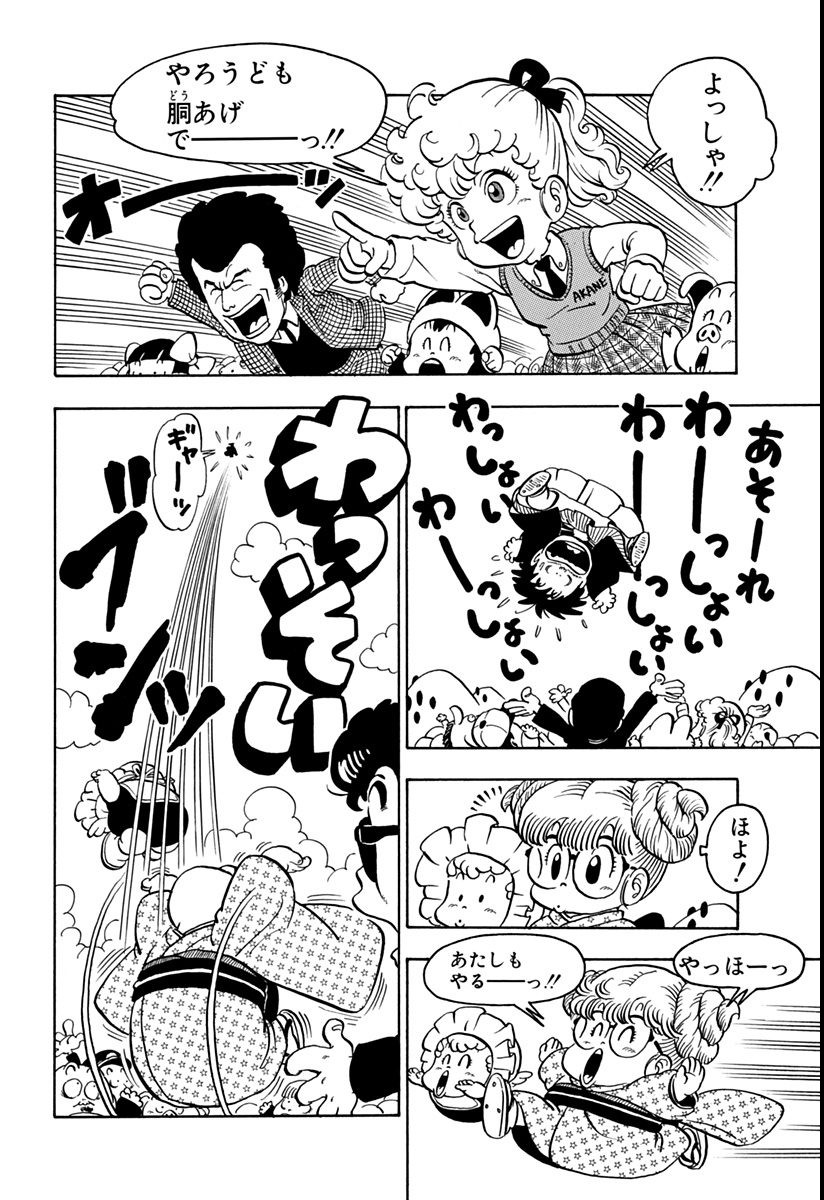 よっしゃ!!
やろうども
胴あげ
どう
で————っ!!
オーーーッ
AKANE
あそーれ
わーっしょい
わーっしょい
わっしょい
わーっしょい
ほよ!
やっほーっ
あたしも
やる——っ!!
わっそい
ギャーッ
ブンッ